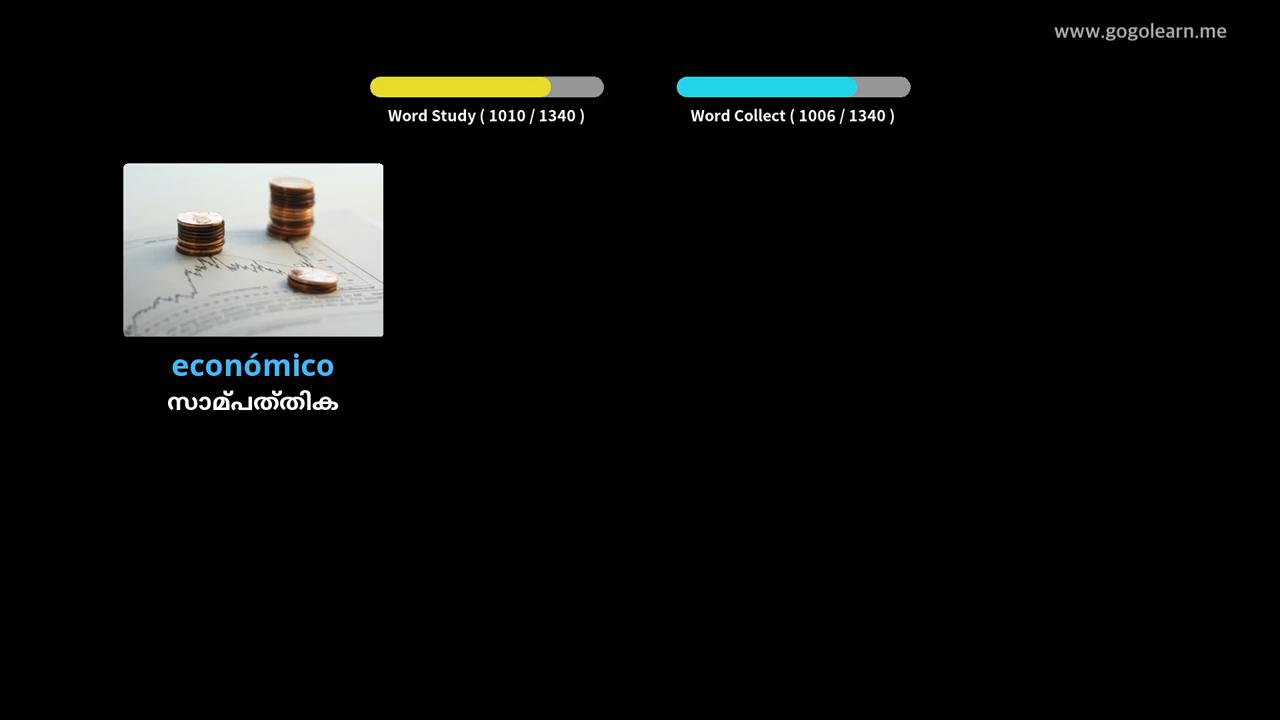 www.gogolearn.me
Word Study ( 1010 / 1340 )
Word Collect ( 1006 / 1340 )
económico
സാമ്പത്തിക